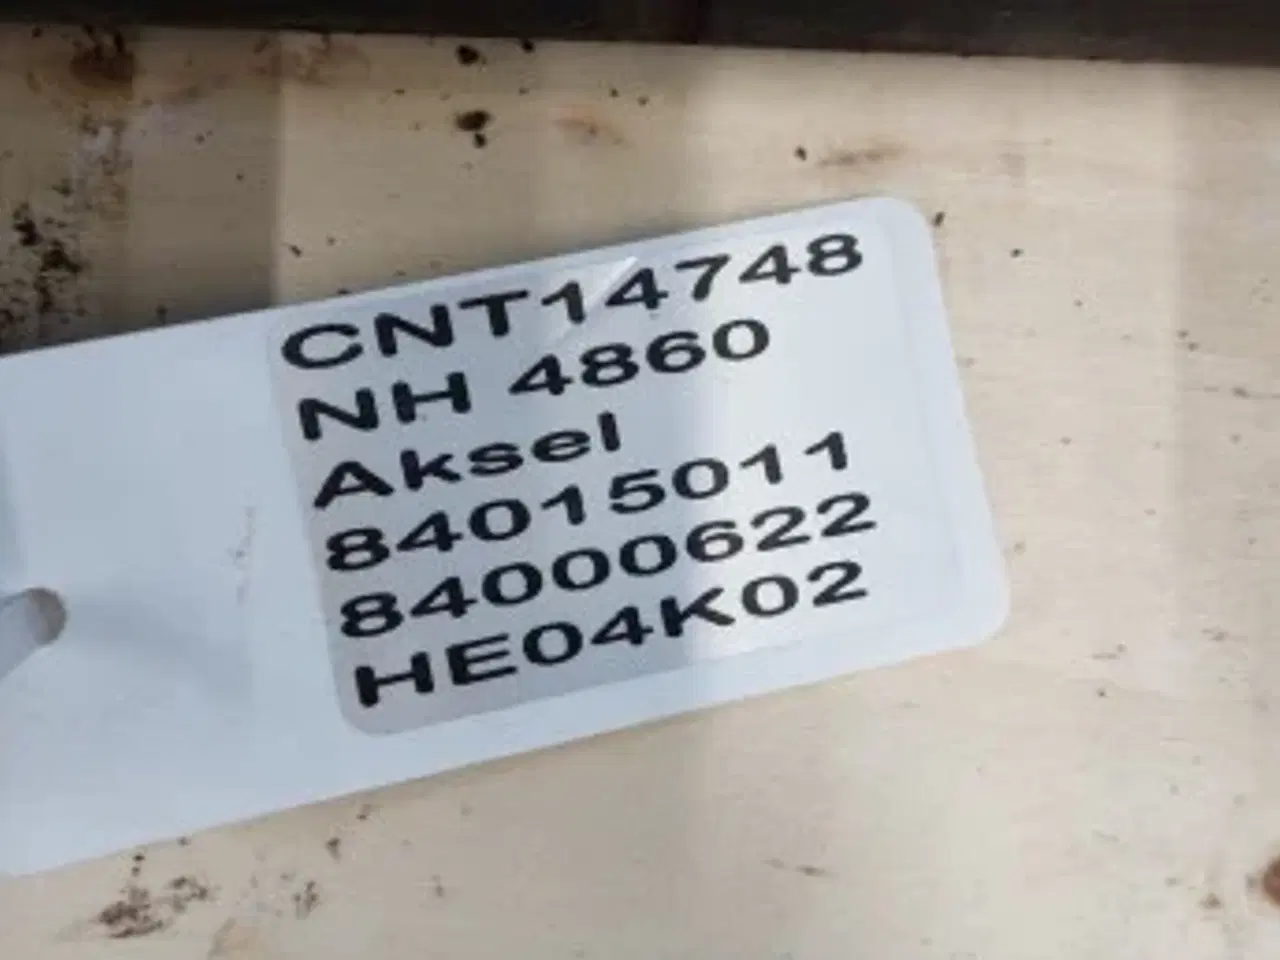 CNT14748
NH 4860
Aksel
84015011
84000622
HE04K02